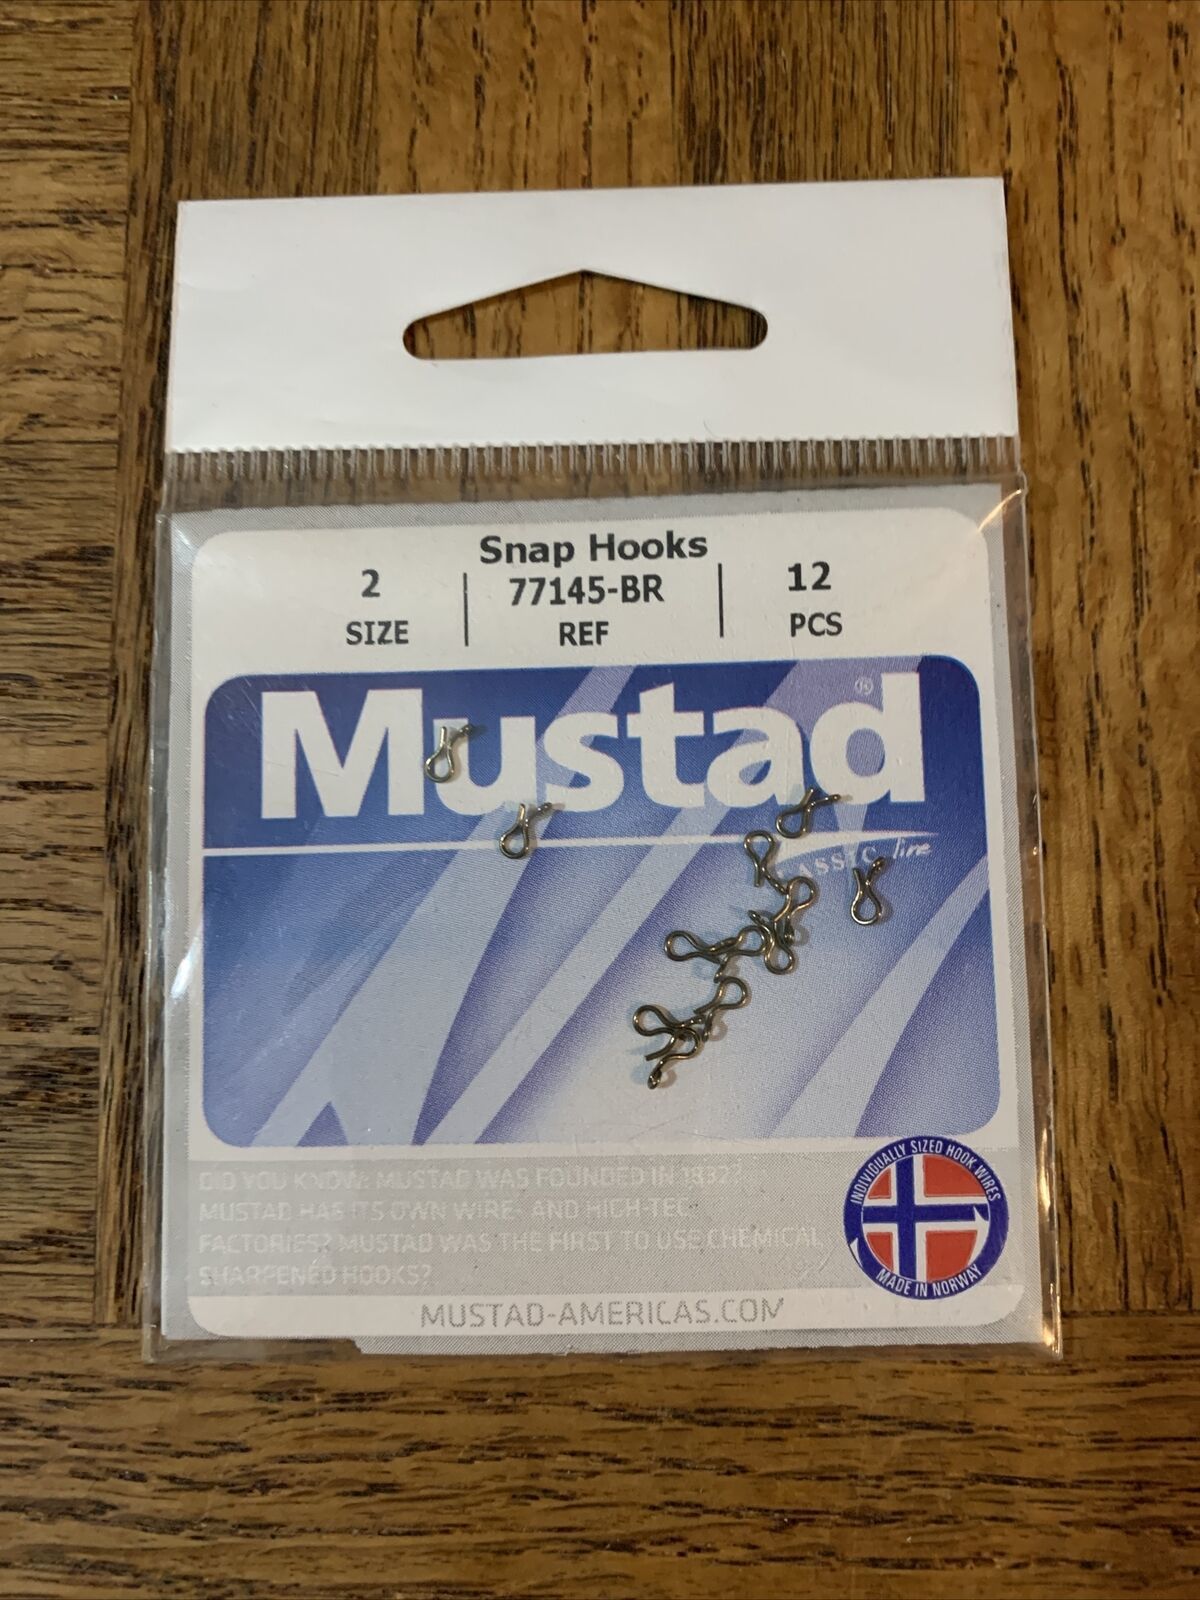 Snap Hooks
2 77145-BR 12
SIZE REF PCS
Mustad®
CLASSIC line
DID YOU KNOW: MUSTAD WAS FOUNDED IN
MUSTAD HAS ITS OWN WIRE- AND HIGH-TEC
FACTORIES? MUSTAD WAS THE FIRST TO USE CHEMICAL
SHARPENED HOOKS?
INDIVIDUALLY SIZED HOOK WIRES
MADE IN NORWAY
MUSTAD-AMERICAS.COM